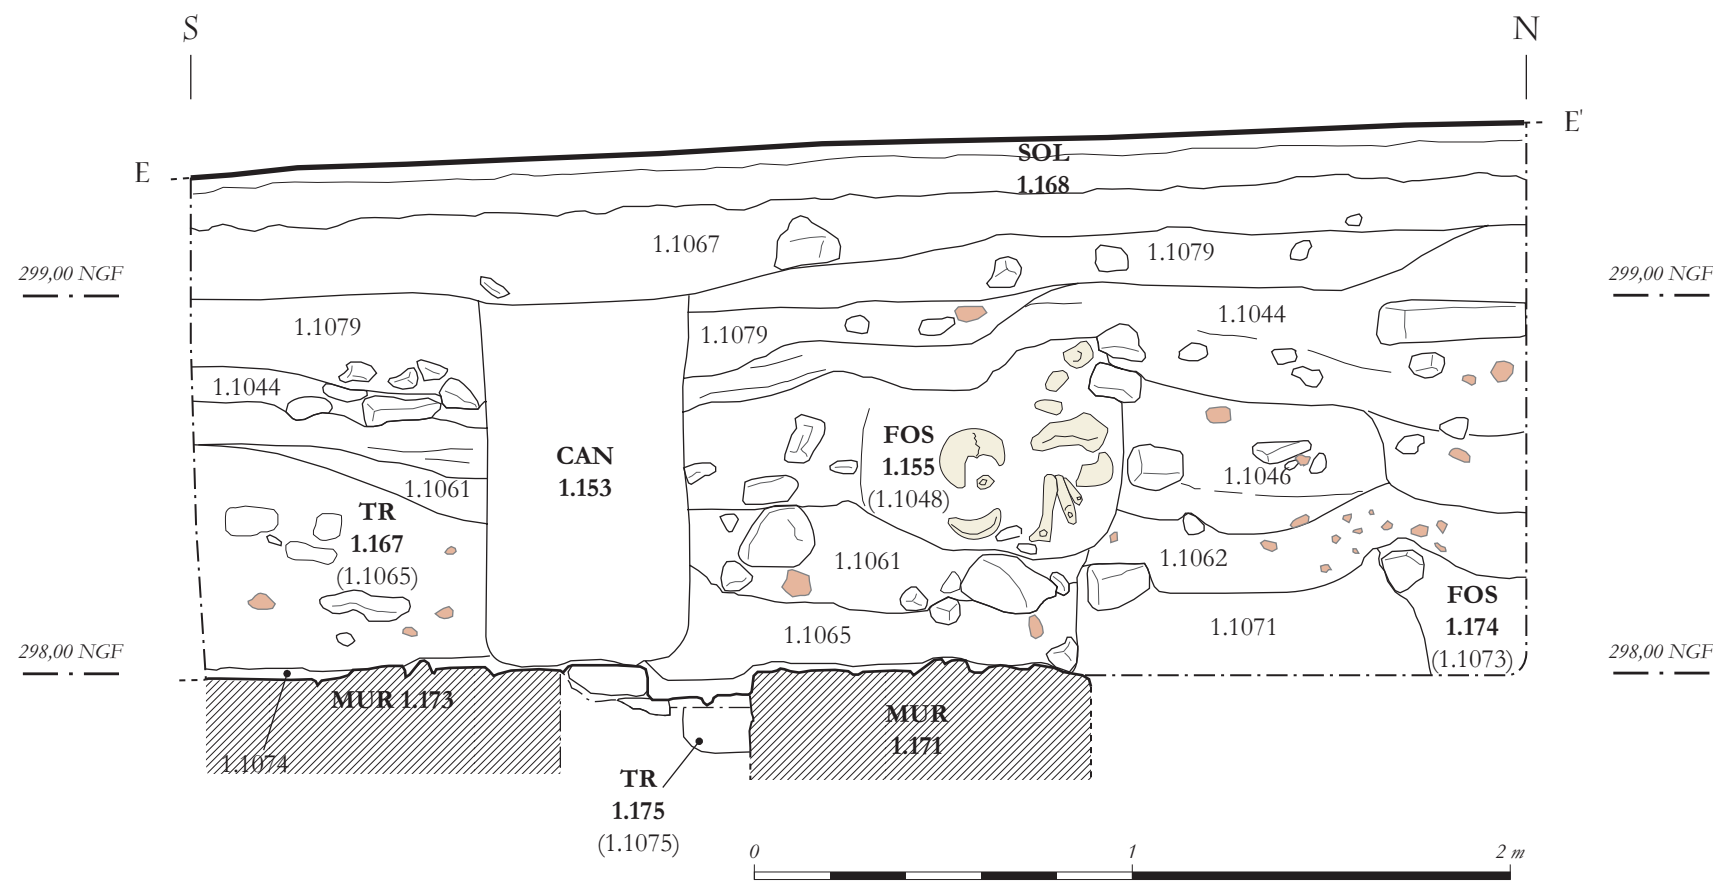 S
N
E'
E
SOL
1.168
1.1067
1.1079
299,00 NGF
299,00 NGF
1.1079
1.1079
1.1044
1.1044
CAN
1.153
FOS
1.155
(1.1048)
1.1046
1.1061
TR
1.167
(1.1065)
1.1061
1.1062
FOS
1.174
(1.1073)
1.1065
1.1071
298,00 NGF
298,00 NGF
MUR 1.173
MUR
1.171
1.1074
TR
1.175
(1.1075)
0
1
2 m